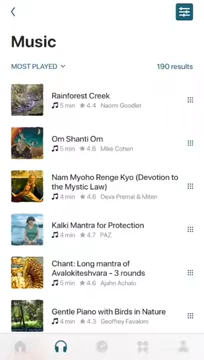 Music
MOST PLAYED
190 results
Rainforest Creek
5 min 4.4 Naomi Goodlet
Om Shanti Om
5 min 4.6 Mike Cohen
Nam Myoho Renge Kyo (Devotion to
the Mystic Law)
4 min 4.6 Deva Premal & Miten
Kalki Mantra for Protection
4 min 4.7 PAZ
Chant: Long mantra of
Avalokiteshvara - 3 rounds
5 min 4.6 Ajahn Achalo
Gentle Piano with Birds in Nature
4 min 4.3 Geoffrey Favaloro